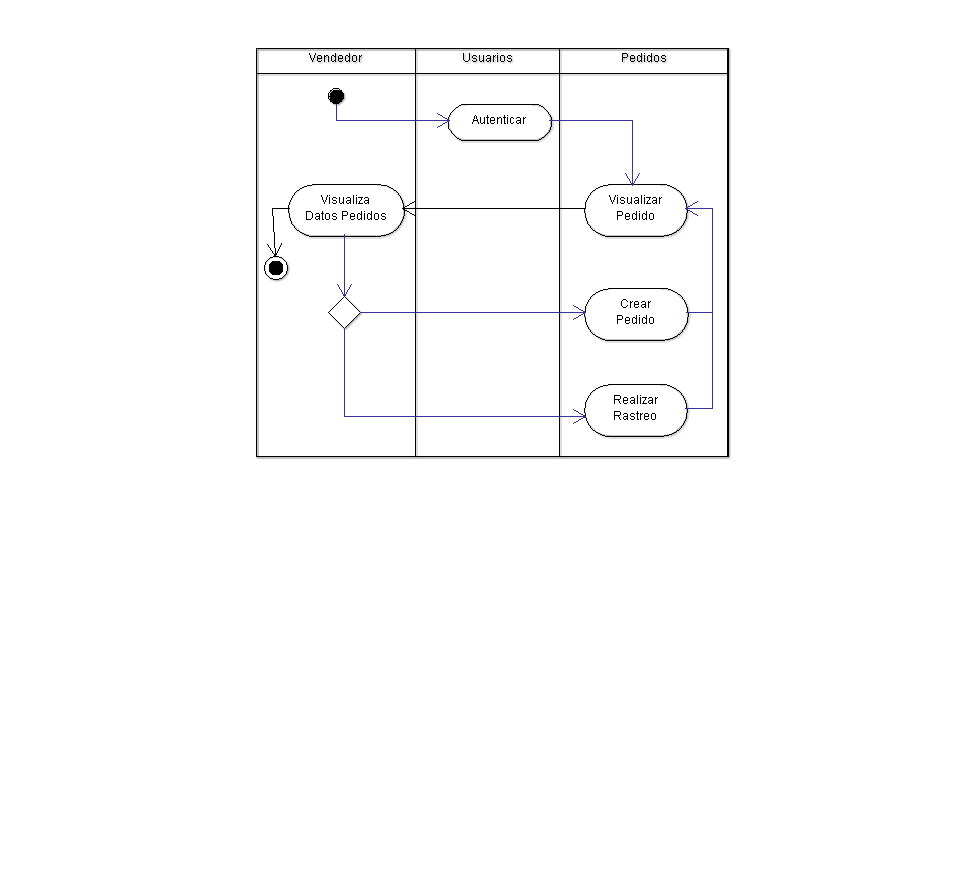 Vendedor
Usuarios
Pedidos
Autenticar
Visualiza
Datos Pedidos
Visualizar
Pedido
Crear
Pedido
Realizar
Rastreo